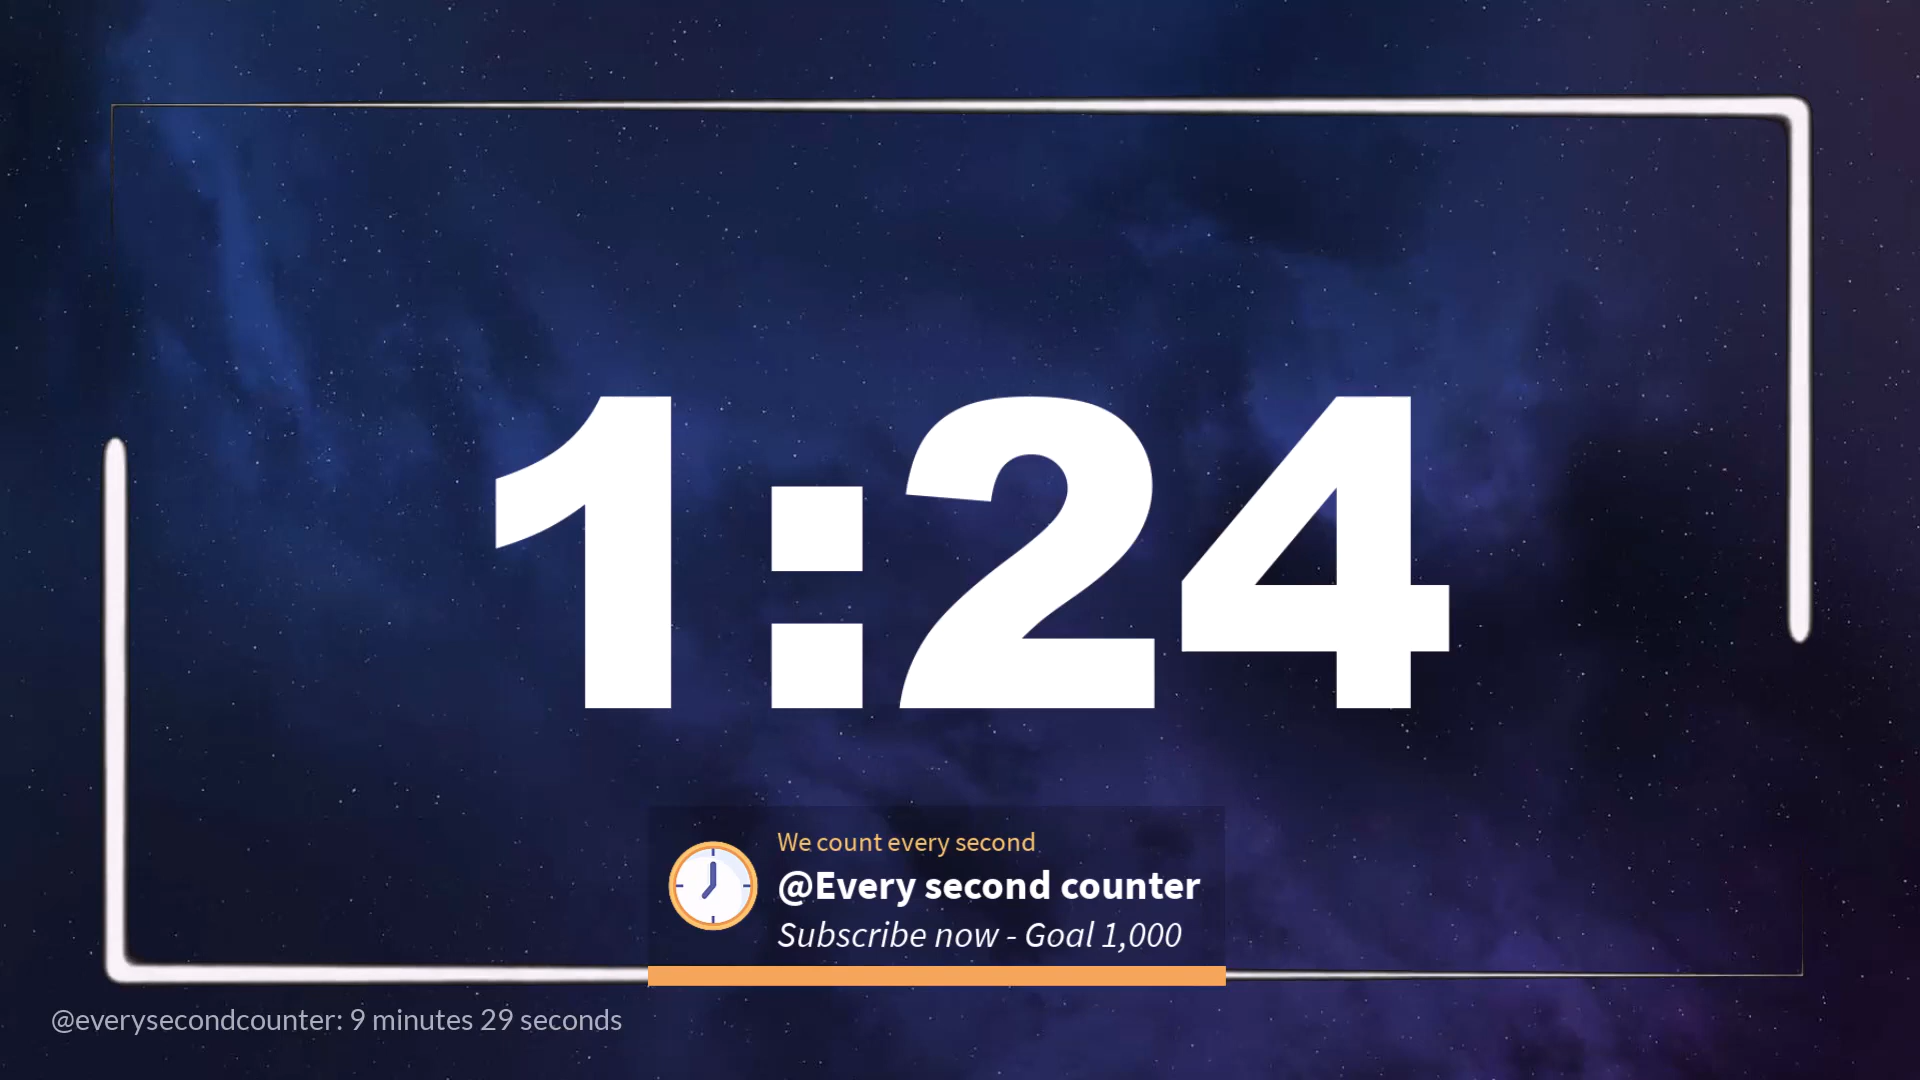 1:24
We count every second
@Every second counter
Subscribe now - Goal 1,000
@everysecondcounter: 9 minutes 29 seconds